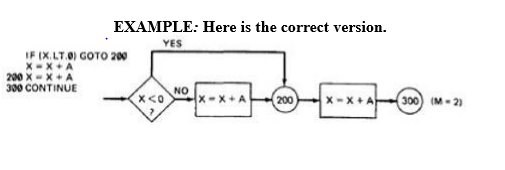 EXAMPLE: Here is the correct version.
YES
IF (X.LT.0) GOTO 200
X = X + A
200 X = X + A
300 CONTINUE
X < 0
?
NO
X = X + A
200
X = X + A
300
(M = 2)